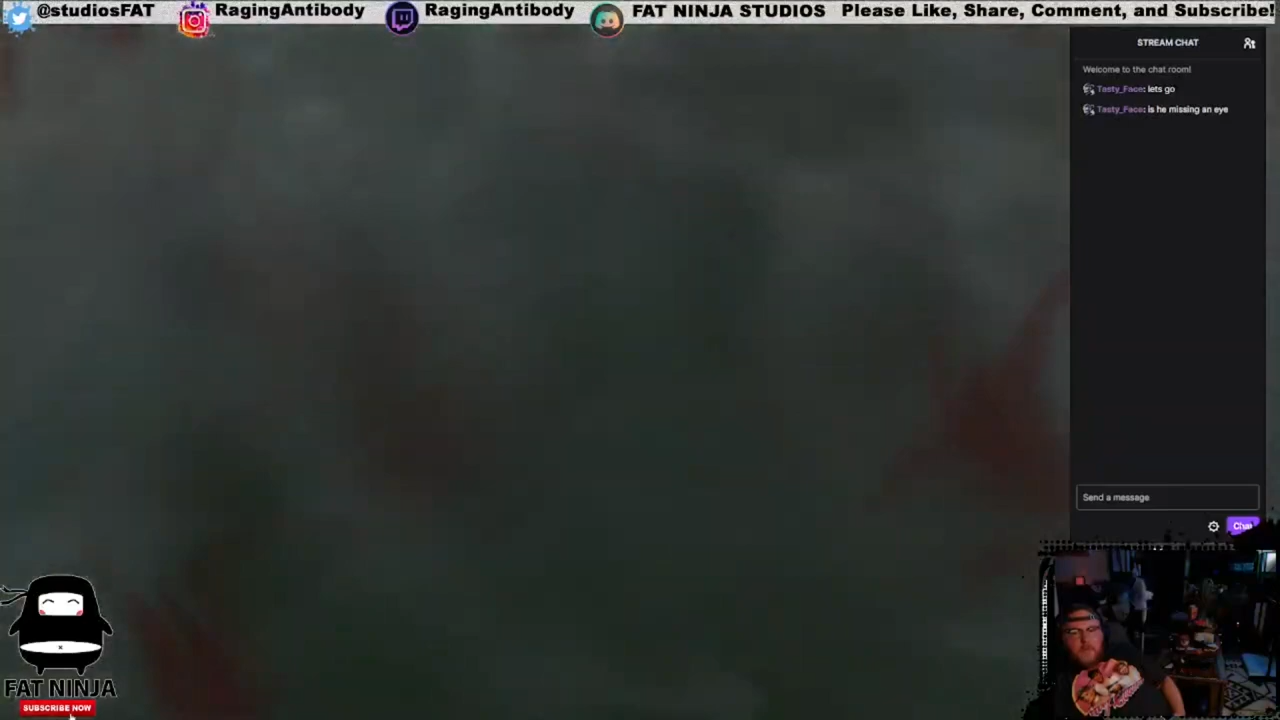 @studiosFAT RagingAntibody RagingAntibody FAT NINJA STUDIOS Please Like, Share, Comment, and Subscribe!
STREAM CHAT
Welcome to the chat room!
Tasty_Face: lets go
Tasty_Face: is he missing an eye
Send a message
FAT NINJA
SUBSCRIBE NOW